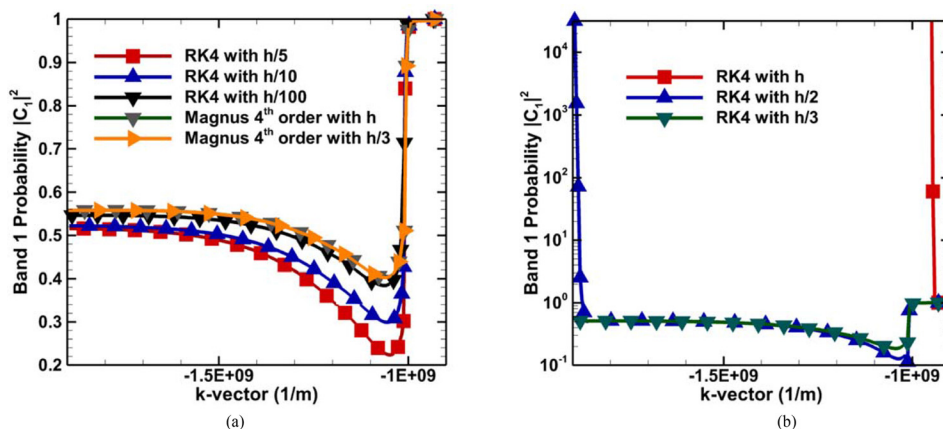 1
0.9
0.8
0.7
0.6
0.5
0.4
0.3
0.2
Band 1 Probability |C₁|²
RK4 with h/5
RK4 with h/10
RK4 with h/100
Magnus 4th order with h
Magnus 4th order with h/3
-1.5E+09
-1E+09
k-vector (1/m)
(a)
10⁴
10³
10²
10¹
10⁰
10⁻¹
Band 1 Probability |C₁|²
RK4 with h
RK4 with h/2
RK4 with h/3
-1.5E+09
-1E+09
k-vector (1/m)
(b)